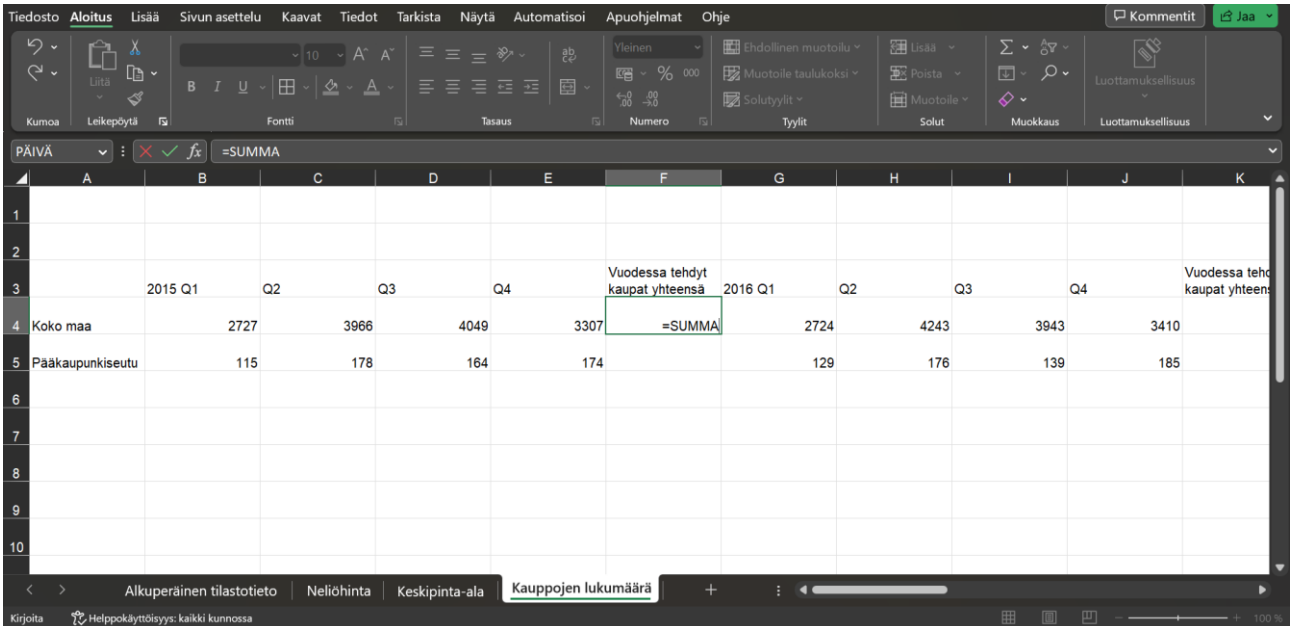 Tiedosto Aloitus Lisää Sivun asettelu Kaavat Tiedot Tarkista Näytä Automatisoi Apuohjelmat Ohje Kommentit Jaa
10 A A ab Yleinen Ehdollinen muotoilu Lisää Σ
Liitä B I U A % 000 Muotoile taulukoksi Poista Luottamuksellisuus
Solutyylit Muotoile
Kumoa Leikepöytä Fontti Tasaus Numero Tyylit Solut Muokkaus Luottamuksellisuus
PÄIVÄ fx =SUMMA
A B C D E F G H I J K
1
2
Vuodessa tehdyt Vuodessa tehd
3 2015 Q1 Q2 Q3 Q4 kaupat yhteensä 2016 Q1 Q2 Q3 Q4 kaupat yhteens
4 Koko maa 2727 3966 4049 3307 =SUMMA 2724 4243 3943 3410
5 Pääkaupunkiseutu 115 178 164 174 129 176 139 185
6
7
8
9
10
Alkuperäinen tilastotieto Neliöhinta Keskipinta-ala Kauppojen lukumäärä
Kirjoita Helppokäyttöisyys: kaikki kunnossa 100 %